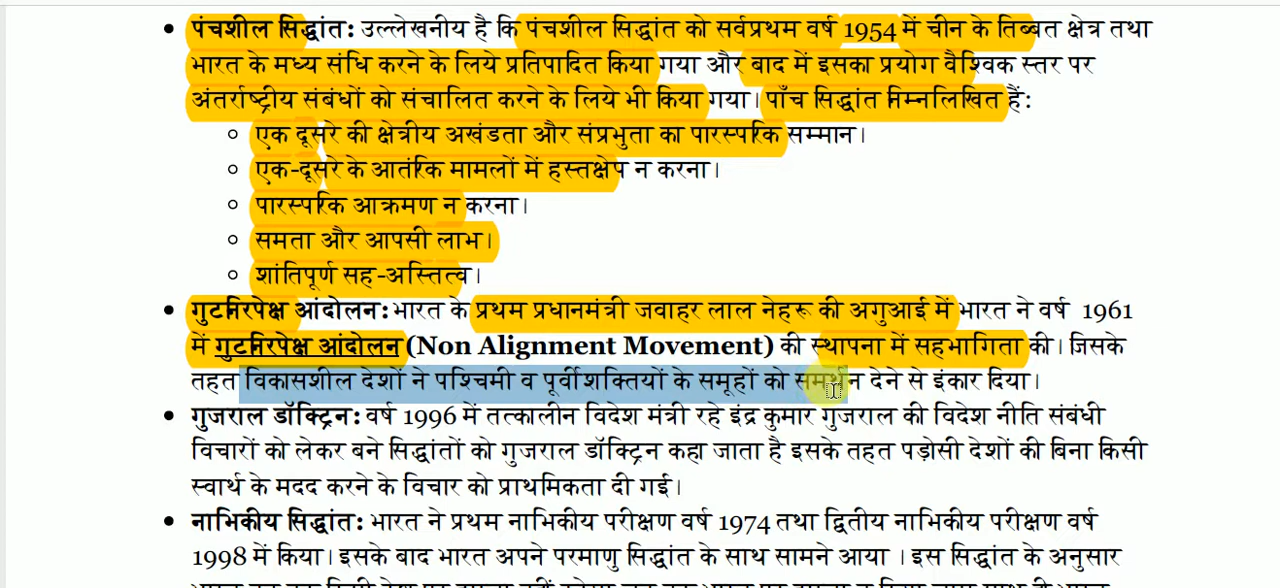 पंचशील सिद्धांत: उल्लेखनीय है कि पंचशील सिद्धांत को सर्वप्रथम वर्ष 1954 में चीन के तिब्बत क्षेत्र तथा
भारत के मध्य संधि करने के लिये प्रतिपादित किया गया और बाद में इसका प्रयोग वैश्विक स्तर पर
अंतर्राष्ट्रीय संबंधों को संचालित करने के लिये भी किया गया। पाँच सिद्धांत निम्नलिखित हैं:
एक दूसरे की क्षेत्रीय अखंडता और संप्रभुता का पारस्परिक सम्मान।
एक-दूसरे के आतंरिक मामलों में हस्तक्षेप न करना।
पारस्परिक आक्रमण न करना।
समता और आपसी लाभ।
शांतिपूर्ण सह-अस्तित्व।
गुटनिरपेक्ष आंदोलन: भारत के प्रथम प्रधानमंत्री जवाहर लाल नेहरू की अगुआई में भारत ने वर्ष 1961
में गुटनिरपेक्ष आंदोलन (Non Alignment Movement) की स्थापना में सहभागिता की। जिसके
तहत विकासशील देशों ने पश्चिमी व पूर्वीशक्तियों के समूहों को समर्थन देने से इंकार दिया।
गुजराल डॉक्ट्रिन: वर्ष 1996 में तत्कालीन विदेश मंत्री रहे इंद्र कुमार गुजराल की विदेश नीति संबंधी
विचारों को लेकर बने सिद्धांतों को गुजराल डॉक्ट्रिन कहा जाता है इसके तहत पड़ोसी देशों की बिना किसी
स्वार्थ के मदद करने के विचार को प्राथमिकता दी गई।
नाभिकीय सिद्धांत: भारत ने प्रथम नाभिकीय परीक्षण वर्ष 1974 तथा द्वितीय नाभिकीय परीक्षण वर्ष
1998 में किया। इसके बाद भारत अपने परमाणु सिद्धांत के साथ सामने आया । इस सिद्धांत के अनुसार